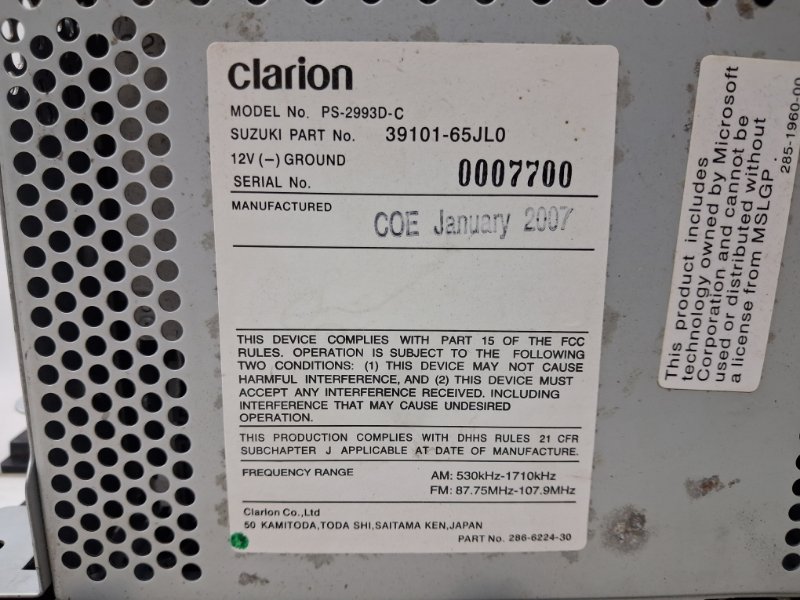 clarion
MODEL No. PS-2993D-C
SUZUKI PART No. 39101-65JL0
12V (–) GROUND
SERIAL No. 0007700
MANUFACTURED
COE January 2007
THIS DEVICE COMPLIES WITH PART 15 OF THE FCC
RULES. OPERATION IS SUBJECT TO THE FOLLOWING
TWO CONDITIONS: (1) THIS DEVICE MAY NOT CAUSE
HARMFUL INTERFERENCE, AND (2) THIS DEVICE MUST
ACCEPT ANY INTERFERENCE RECEIVED. INCLUDING
INTERFERENCE THAT MAY CAUSE UNDESIRED
OPERATION.
THIS PRODUCTION COMPLIES WITH DHHS RULES 21 CFR
SUBCHAPTER J APPLICABLE AT DATE OF MANUFACTURE.
FREQUENCY RANGE AM: 530kHz-1710kHz
FM: 87.75MHz-107.9MHz
Clarion Co.,Ltd
50 KAMITODA,TODA SHI,SAITAMA KEN,JAPAN
PART No. 286-6224-30
This product includes
technology owned by Microsoft
Corporation and cannot be
used or distributed without
a license from MSLGP.
285-1960-00